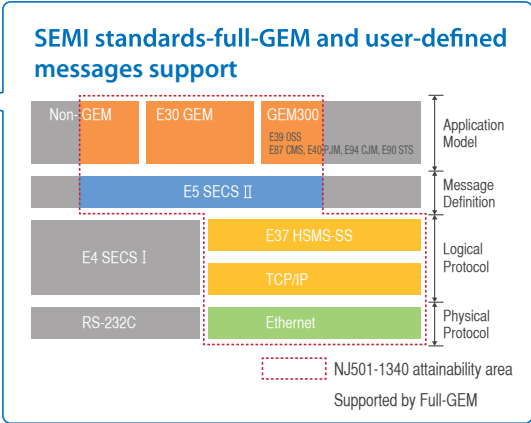 SEMI standards-full-GEM and user-defined
messages support
Non-GEM
E30 GEM
GEM300
E39 OSS
E87 CMS, E40 PJM, E94 CJM, E90 STS
Application
Model
E5 SECS Ⅱ
Message
Definition
E4 SECS Ⅰ
E37 HSMS-SS
TCP/IP
Logical
Protocol
RS-232C
Ethernet
Physical
Protocol
NJ501-1340 attainability area
Supported by Full-GEM